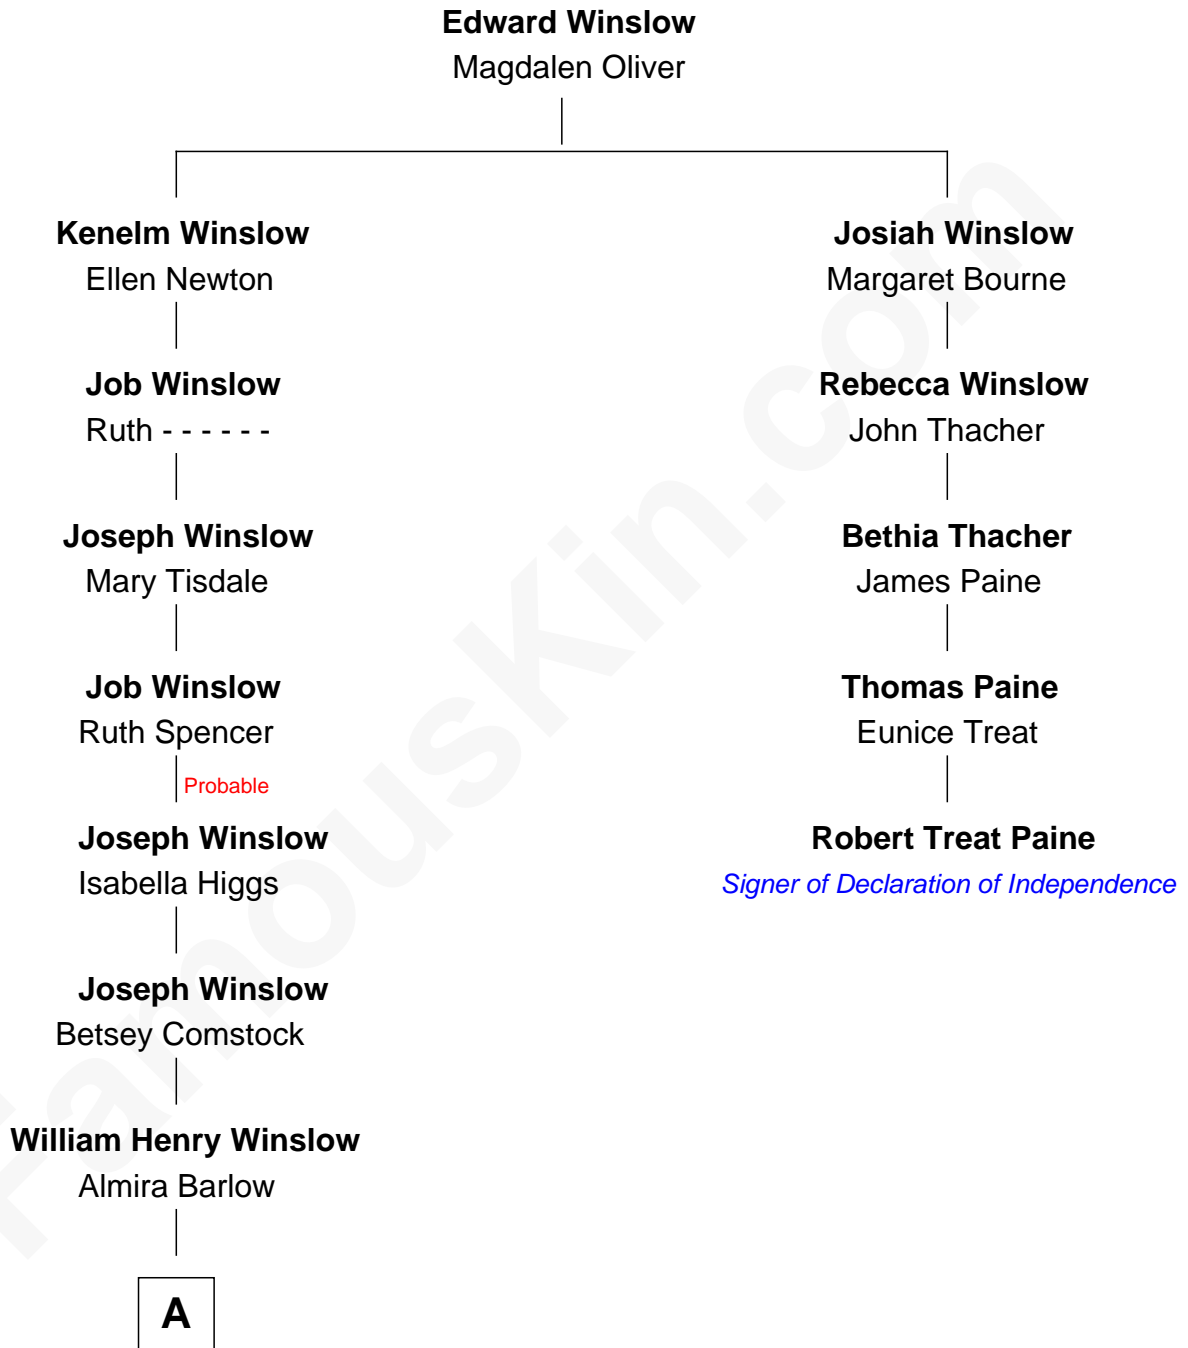 Edward Winslow
Magdalen Oliver
Kenelm Winslow
Ellen Newton
Josiah Winslow
Margaret Bourne
Job Winslow
Ruth - - - - - -
Rebecca Winslow
John Thacher
Joseph Winslow
Mary Tisdale
Bethia Thacher
James Paine
Job Winslow
Ruth Spencer
Thomas Paine
Eunice Treat
Probable
Joseph Winslow
Isabella Higgs
Robert Treat Paine
Signer of Declaration of Independence
Joseph Winslow
Betsey Comstock
William Henry Winslow
Almira Barlow
A
FamousKin.com